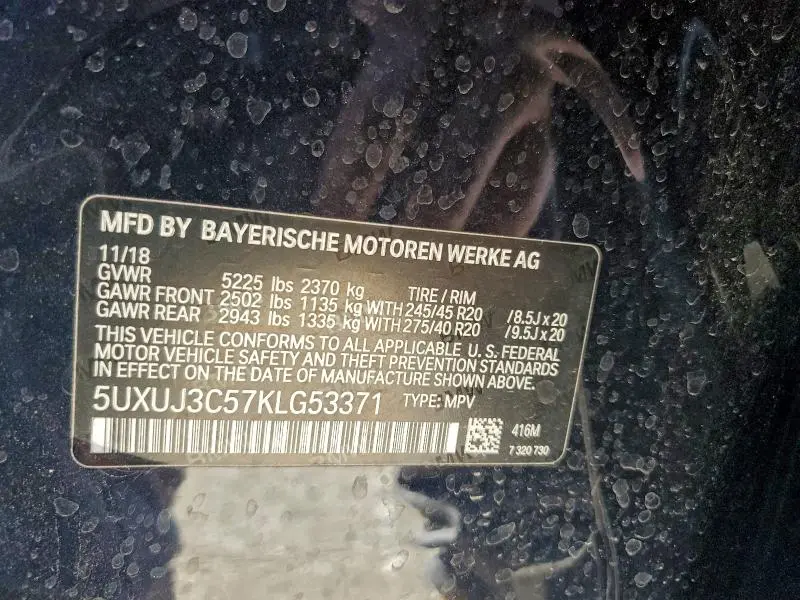 MFD BY BAYERISCHE MOTOREN WERKE AG
11/18
GVWR 5225 lbs 2370 kg TIRE / RIM
GAWR FRONT 2502 lbs 1135 kg WITH 245/45 R20 /8.5J x 20
GAWR REAR 2943 lbs 1335 kg WITH 275/40 R20 /9.5J x 20
THIS VEHICLE CONFORMS TO ALL APPLICABLE U.S. FEDERAL
MOTOR VEHICLE SAFETY AND THEFT PREVENTION STANDARDS
IN EFFECT ON THE DATE OF MANUFACTURE SHOWN ABOVE.
5UXUJ3C57KLG53371 TYPE: MPV
416M
7 320 730